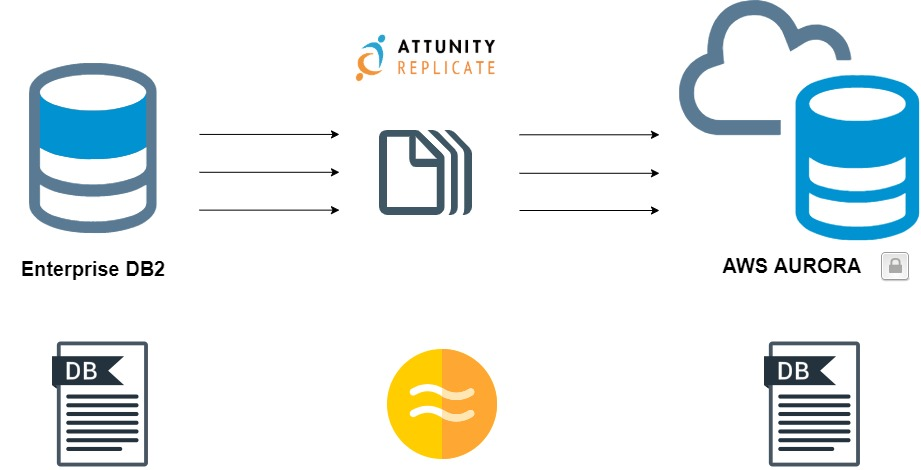 ATTUNITY
REPLICATE
Enterprise DB2
AWS AURORA
DB
DB